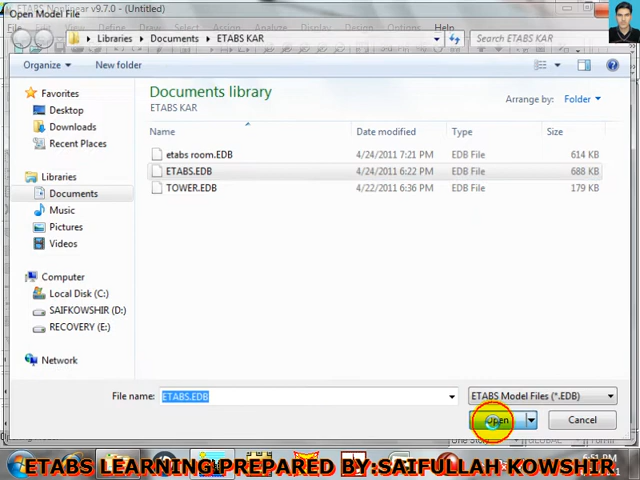 ETABS Nonlinear v9.7.0 - (Untitled)
Open Model File
Libraries
Documents
ETABS KAR
Search ETABS KAR
Organize
New folder
Favorites
Desktop
Downloads
Recent Places
Libraries
Documents
Music
Pictures
Videos
Computer
Local Disk (C:)
SAIFKOWSHIR (D:)
RECOVERY (E:)
Network
Documents library
ETABS KAR
Arrange by: Folder
Name Date modified Type Size
etabs room.EDB 4/24/2011 7:21 PM EDB File 614 KB
ETABS.EDB 4/24/2011 6:22 PM EDB File 688 KB
TOWER.EDB 4/22/2011 6:36 PM EDB File 179 KB
File name: ETABS.EDB ETABS Model Files (*.EDB)
Open Cancel
ETABS LEARNING PREPARED BY:SAIFULLAH KOWSHIR